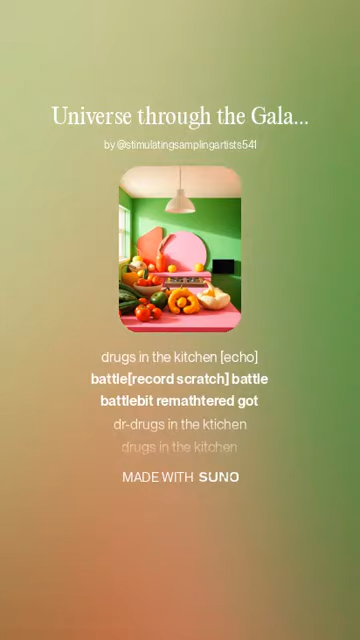 Universe through the Gala...
by @stimulatingsamplingartists541
drugs in the kitchen [echo]
battle[record scratch] battle
battlebit remathtered got
dr-drugs in the ktichen
drugs in the kitchen
MADE WITH SUNO